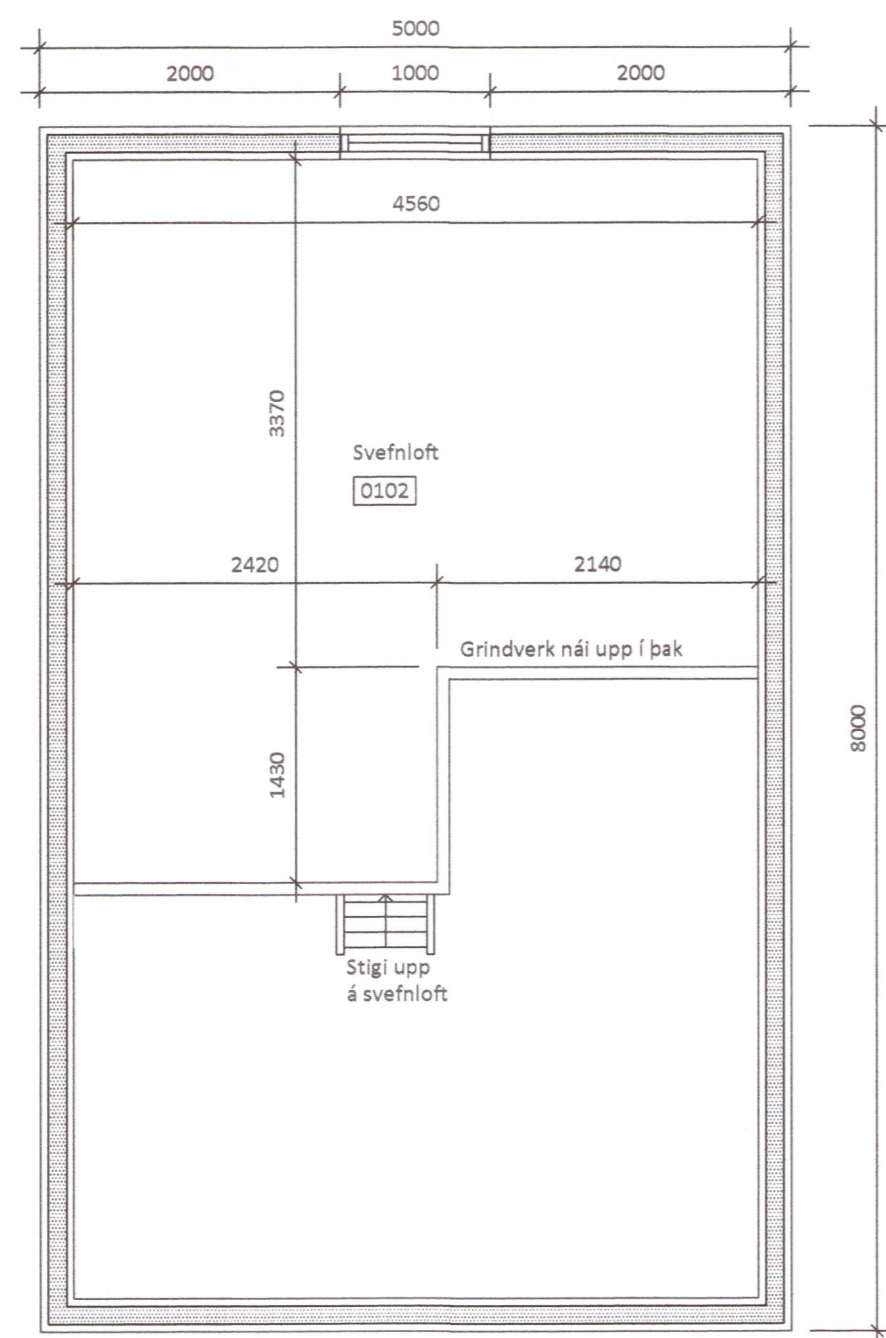 5000
2000 1000 2000
4560
3370
Svefnloft
0102
2420 2140
Grindverk nái upp í þak
8000
1430
Stigi upp
á svefnloft